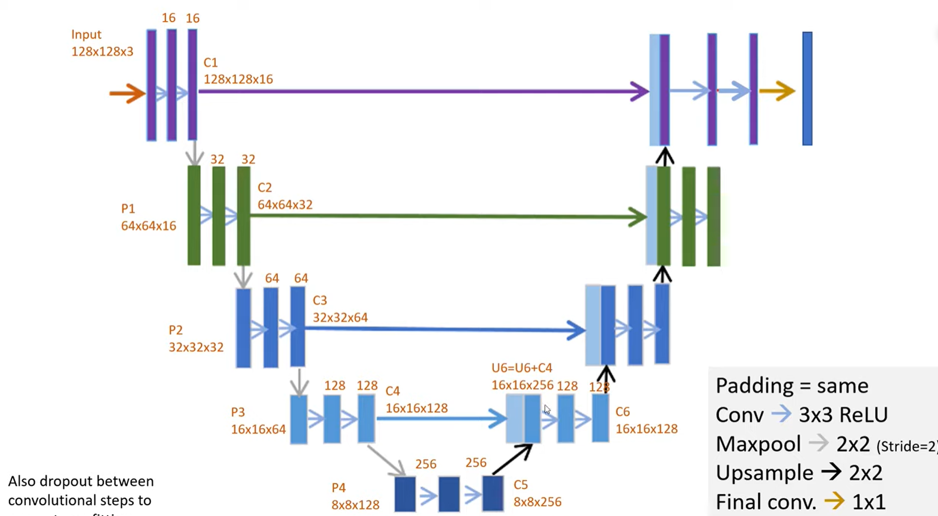 16 16
Input
128x128x3
C1
128x128x16
32 32
P1
64x64x16
C2
64x64x32
64 64
P2
32x32x32
C3
32x32x64
128 128
P3
16x16x64
C4
16x16x128
U6=U6+C4
16x16x256 128 128
C6
16x16x128
256 256
P4
8x8x128
C5
8x8x256
Padding = same
Conv → 3x3 ReLU
Maxpool → 2x2 (Stride=2)
Upsample → 2x2
Final conv. → 1x1
Also dropout between
convolutional steps to